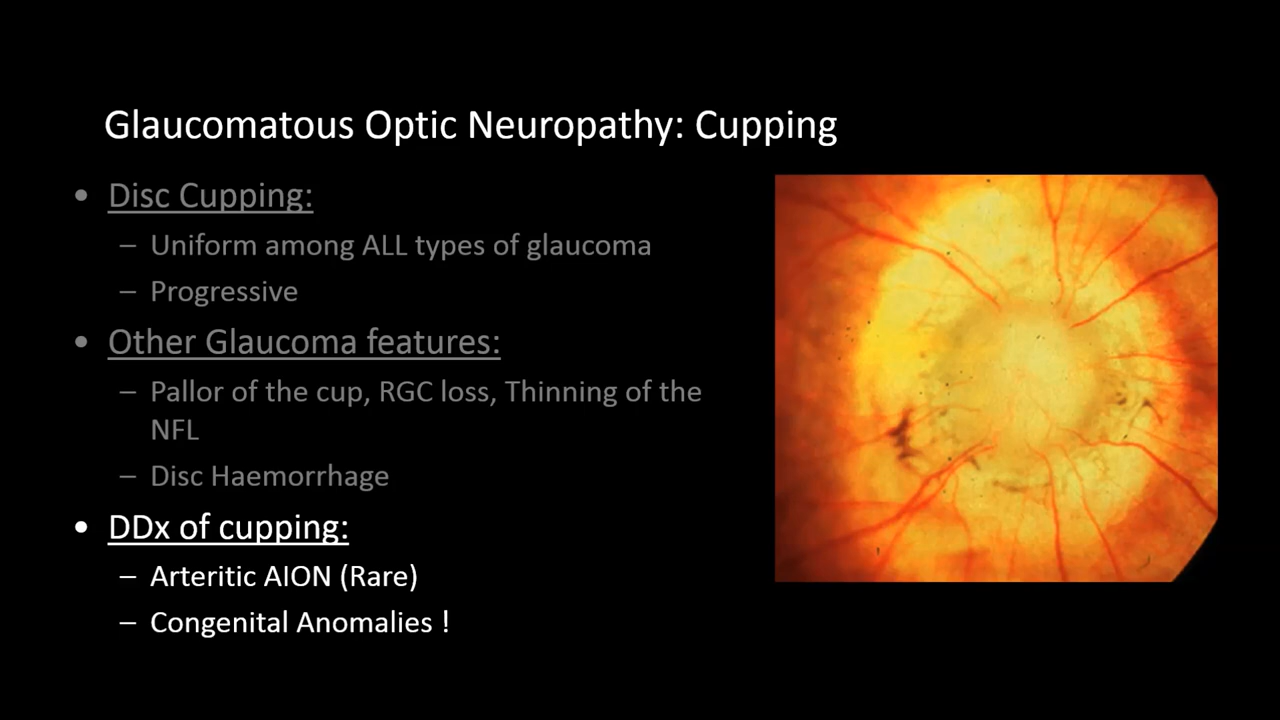 Glaucomatous Optic Neuropathy: Cupping
• Disc Cupping:
– Uniform among ALL types of glaucoma
– Progressive
• Other Glaucoma features:
– Pallor of the cup, RGC loss, Thinning of the
NFL
– Disc Haemorrhage
• DDx of cupping:
– Arteritic AION (Rare)
– Congenital Anomalies !